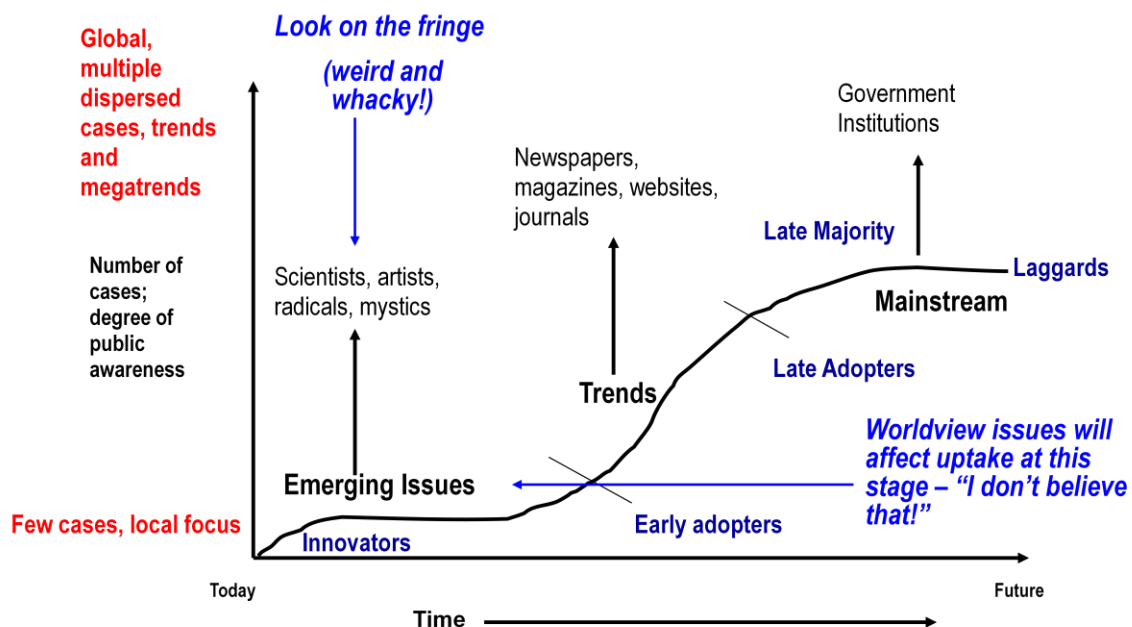 Look on the fringe
(weird and
whacky!)
Global,
multiple
dispersed
cases, trends
and
megatrends
Government
Institutions
Newspapers,
magazines, websites,
journals
Late Majority
Number of
cases;
degree of
public
awareness
Scientists, artists,
radicals, mystics
Laggards
Mainstream
Late Adopters
Trends
Worldview issues will
affect uptake at this
stage – “I don’t believe
that!”
Emerging Issues
Few cases, local focus
Innovators
Early adopters
Today
Future
Time